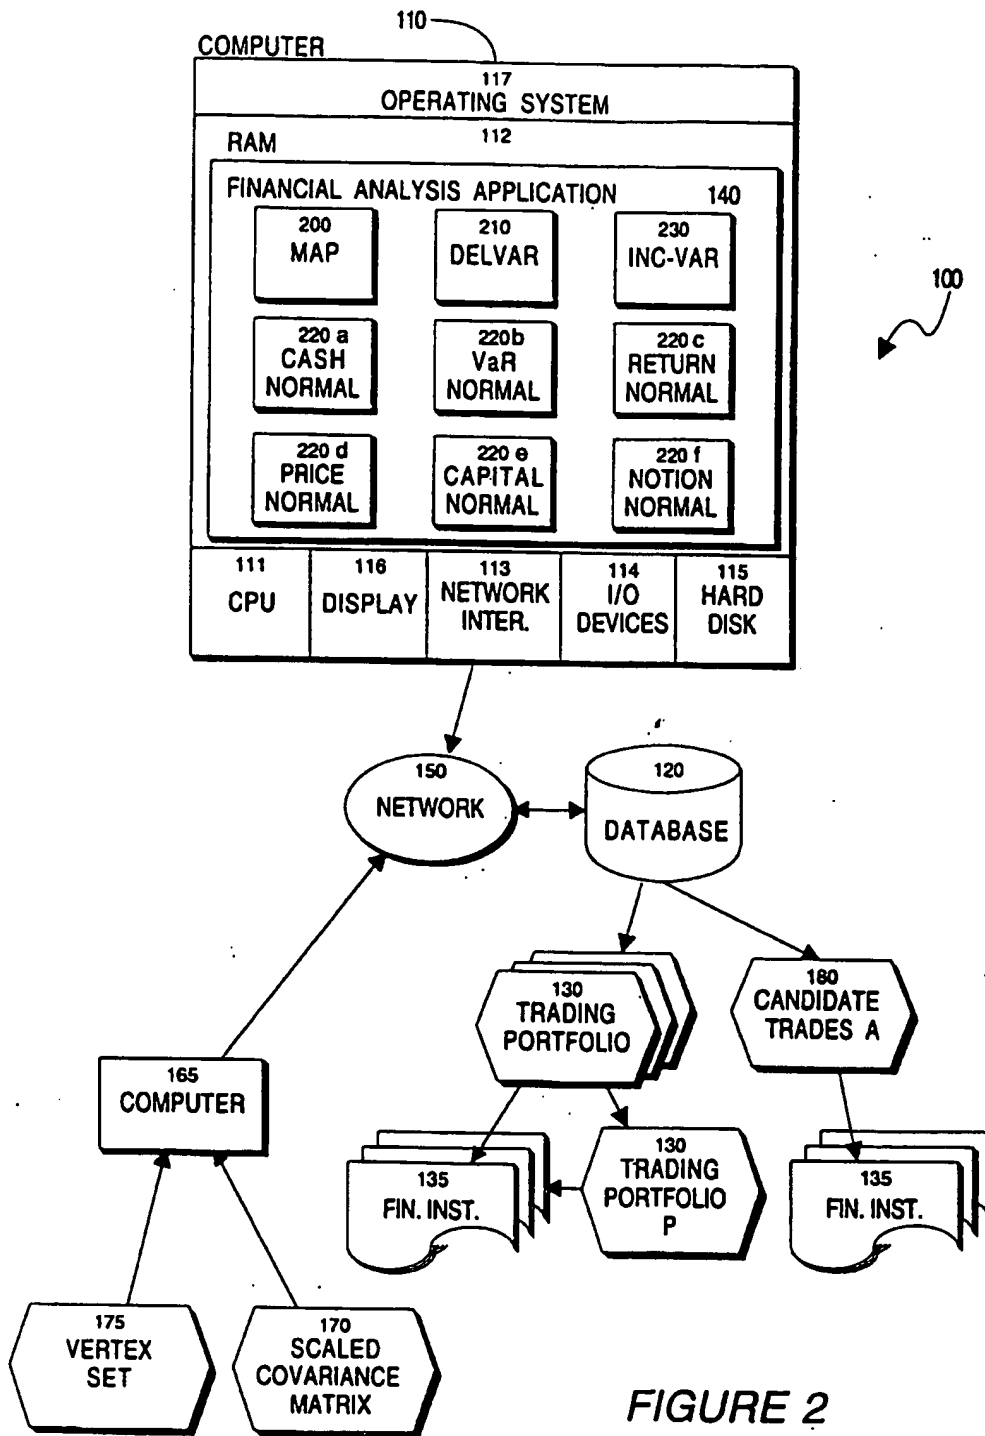 110
COMPUTER
117
OPERATING SYSTEM
112
RAM
FINANCIAL ANALYSIS APPLICATION 140
200
MAP
210
DELVAR
230
INC-VAR
100
220 a
CASH
NORMAL
220b
VaR
NORMAL
220 c
RETURN
NORMAL
220 d
PRICE
NORMAL
220 e
CAPITAL
NORMAL
220 f
NOTION
NORMAL
111
CPU
116
DISPLAY
113
NETWORK
INTER.
114
I/O
DEVICES
115
HARD
DISK
150
NETWORK
120
DATABASE
130
TRADING
PORTFOLIO
180
CANDIDATE
TRADES A
165
COMPUTER
135
FIN. INST.
130
TRADING
PORTFOLIO
P
135
FIN. INST.
175
VERTEX
SET
170
SCALED
COVARIANCE
MATRIX
FIGURE 2